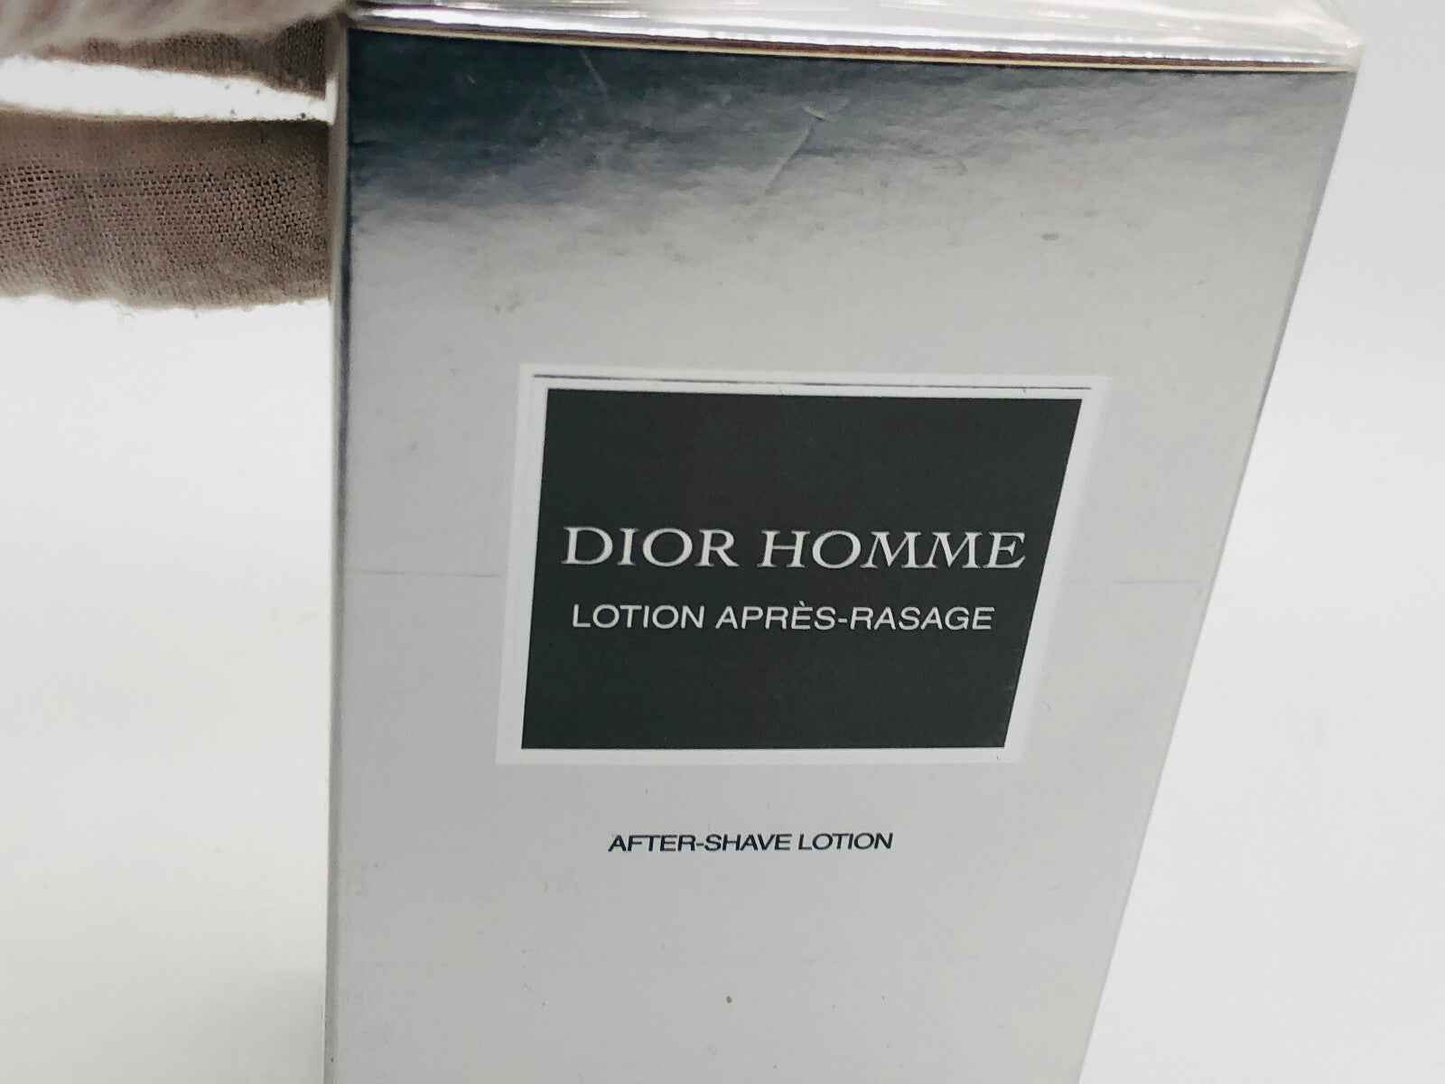 DIOR HOMME
LOTION APRÈS-RASAGE
AFTER-SHAVE LOTION